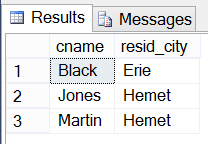 Results Messages
cname resid_city
1 Black Erie
2 Jones Hemet
3 Martin Hemet